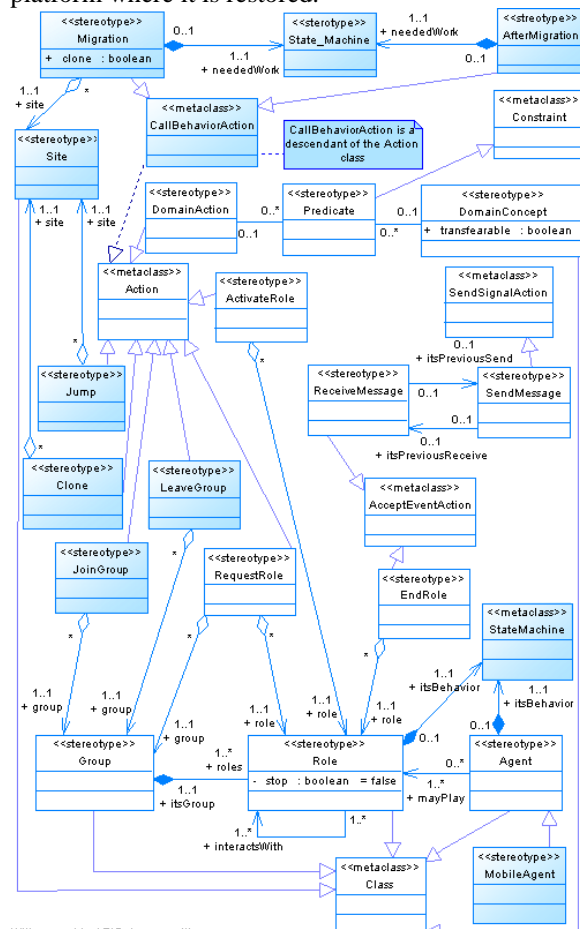 platform where it is restored.
<<stereotype>>
Migration
+ clone : boolean
0..1
1..1
+ neededWork
<<stereotype>>
State_Machine
1..1
+ neededWork
0..1
<<streotype>>
AfterMigration
1..1
+ site
*
<<metaclass>>
CallBehaviorAction
CallBehaviorAction is a
descendant of the Action
class
<<metaclass>>
Constraint
<<stereotype>>
Site
1..1
+ site
1..1
+ site
<<stereotype>>
DomainAction
0..1
0..*
<<stereotype>>
Predicate
0..1
0..*
<<stereotype>>
DomainConcept
+ transfearable : boolean
<<metaclass>>
Action
<<stereotype>>
ActivateRole
*
<<metaclass>>
SendSignalAction
*
<<stereotype>>
Jump
<<stereotype>>
ReceiveMessage
0..1
+ itsPreviousSend
0..1
0..1
0..1
+ itsPreviousReceive
<<stereotype>>
SendMessage
*
<<stereotype>>
Clone
<<stereotype>>
LeaveGroup
*
<<metaclass>>
AcceptEventAction
<<stereotype>>
JoinGroup
*
<<stereotype>>
RequestRole
*
*
<<stereotype>>
EndRole
*
<<metaclass>>
StateMachine
1..1
+ group
1..1
+ group
1..1
+ group
1..1
+ role
1..1
+ role
1..1
+ role
1..1
+ itsBehavior
1..1
+ itsBehavior
0..1
0..1
<<stereotype>>
Group
1..*
+ roles
1..1
+ itsGroup
<<stereotype>>
Role
- stop : boolean = false
0..*
1..*
+ mayPlay
<<stereotype>>
Agent
1..*
+ interactsWith
1..*
<<metaclass>>
Class
<<stereotype>>
MobileAgent